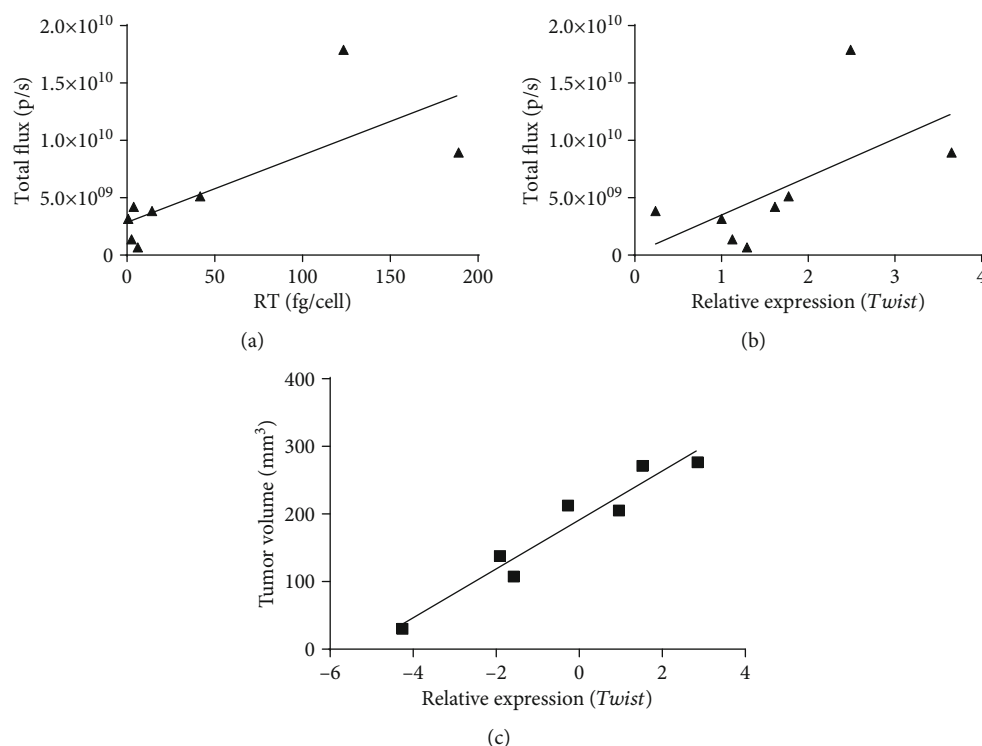 Total flux (p/s)
2.0×10¹⁰
1.5×10¹⁰
1.0×10¹⁰
5.0×10⁰⁹
0
0 50 100 150 200
RT (fg/cell)
(a)
Total flux (p/s)
2.0×10¹⁰
1.5×10¹⁰
1.0×10¹⁰
5.0×10⁰⁹
0
0 1 2 3 4
Relative expression (Twist)
(b)
Tumor volume (mm³)
400
300
200
100
0
–6 –4 –2 0 2 4
Relative expression (Twist)
(c)